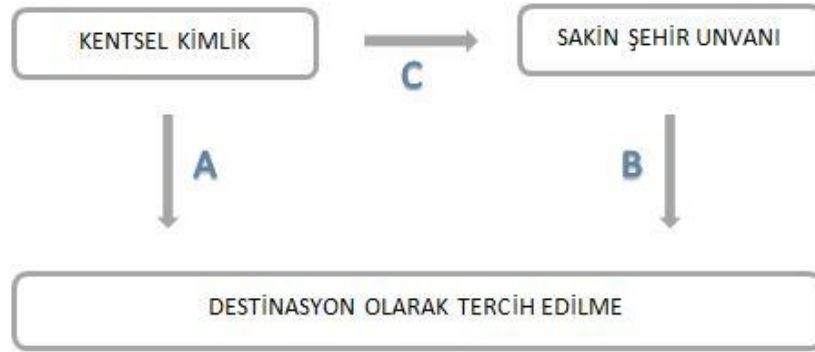 KENTSEL KİMLİK
SAKİN ŞEHİR UNVANI
C
A
B
DESTİNASYON OLARAK TERCİH EDİLME